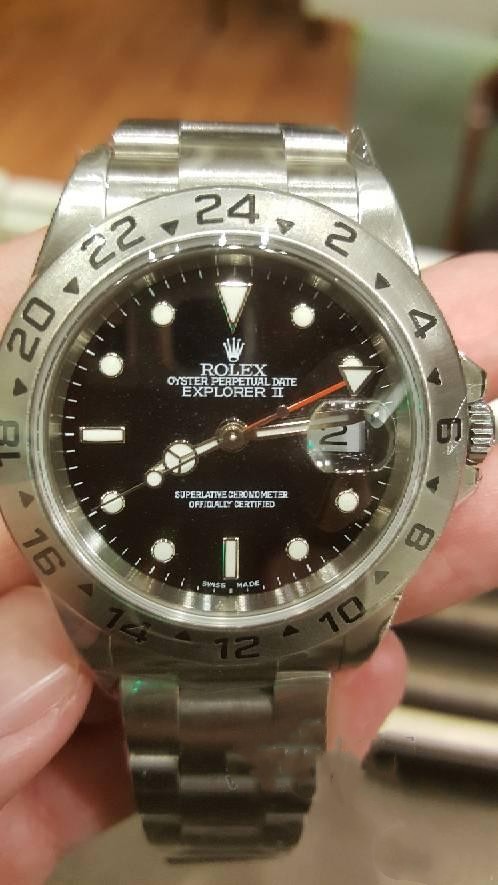 24
2
4
6
8
10
12
14
16
18
20
22
ROLEX
OYSTER PERPETUAL DATE
EXPLORER II
2
SUPERLATIVE CHRONOMETER
OFFICIALLY CERTIFIED
SWISS MADE